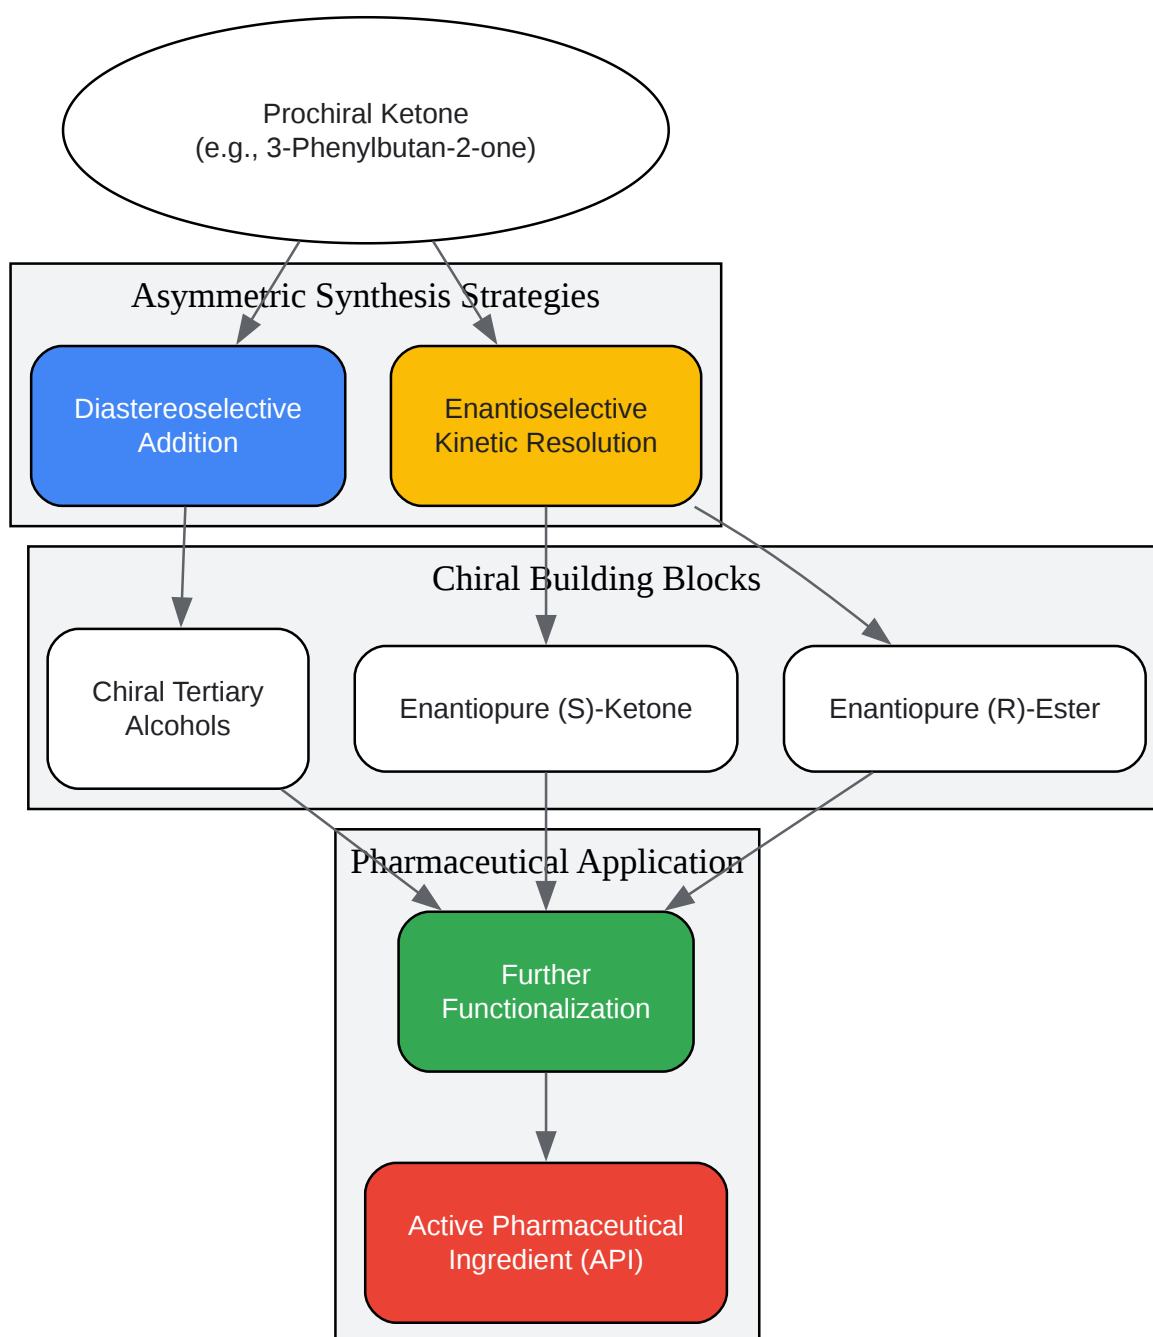 Prochiral Ketone
(e.g., 3-Phenylbutan-2-one)
Asymmetric Synthesis Strategies
Diastereoselective
Addition
Enantioselective
Kinetic Resolution
Chiral Building Blocks
Chiral Tertiary
Alcohols
Enantiopure (S)-Ketone
Enantiopure (R)-Ester
Pharmaceutical Application
Further
Functionalization
Active Pharmaceutical
Ingredient (API)